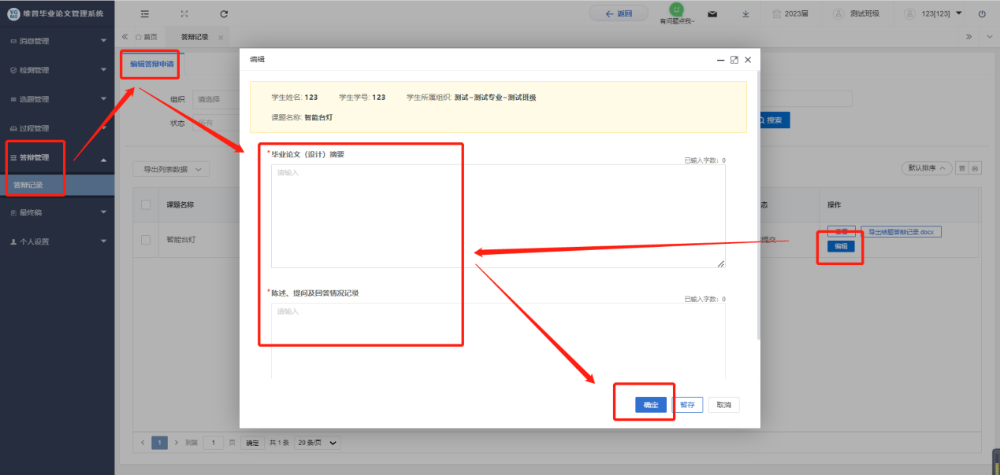 维普毕业论文管理系统
返回
有问题点我~
2023届
测试班级
123[123]
消息管理
检测管理
选题管理
过程管理
答辩管理
答辩记录
最终稿
个人设置
首页
答辩记录
编辑答辩申请
组织
请选择
状态
所有
搜索
导出列表数据
默认排序
课题名称
态
操作
智能台灯
提交
查看
导出结题答辩记录.docx
编辑
1
到第
1
页
确定
共 1 条
20 条/页
编辑
学生姓名: 123
学生学号: 123
学生所属组织: 测试~测试专业~测试班级
课题名称: 智能台灯
*毕业论文（设计）摘要
已输入字数：0
请输入
*陈述、提问及回答情况记录
已输入字数：0
请输入
确定
暂存
取消